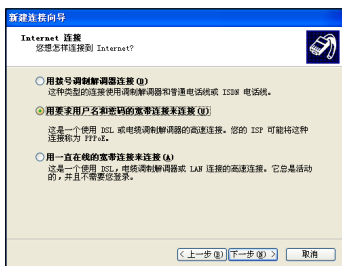 新建连接向导
Internet 连接
您想怎样连接到 Internet?
用拨号调制解调器连接(D)
这种类型的连接使用调制解调器和普通电话线或 ISDN 电话线。
用要求用户名和密码的宽带连接来连接(U)
这是一个使用 DSL 或电缆调制解调器的高速连接。您的 ISP 可能将这种
连接称为 PPPoE。
用一直在线的宽带连接来连接(A)
这是一个使用 DSL，电缆调制解调器或 LAN 连接的高速连接。它总是活动
的，并且不需要您登录。
<上一步(B) 下一步(N)> 取消